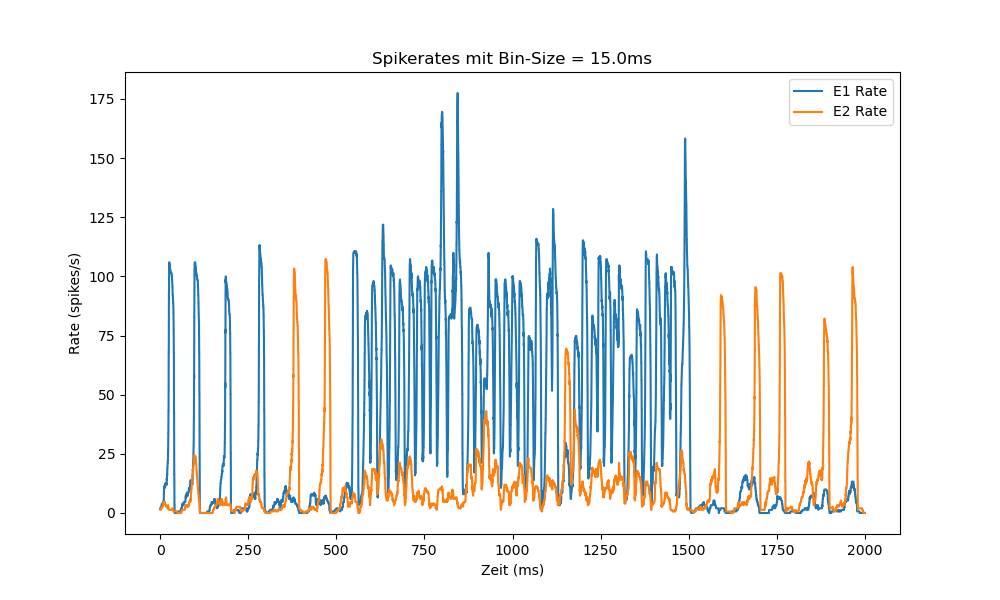 Spikerates mit Bin-Size = 15.0ms
E1 Rate
E2 Rate
175
150
125
100
75
50
25
0
Rate (spikes/s)
0 250 500 750 1000 1250 1500 1750 2000
Zeit (ms)